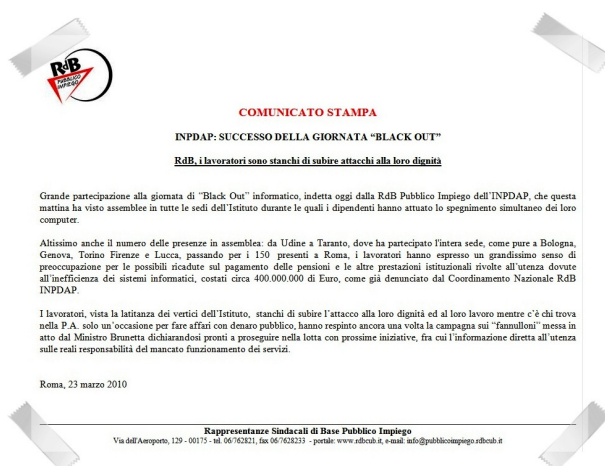 RdB
PUBBLICO
IMPIEGO
COMUNICATO STAMPA
INPDAP: SUCCESSO DELLA GIORNATA “BLACK OUT”
RdB, i lavoratori sono stanchi di subire attacchi alla loro dignità
Grande partecipazione alla giornata di “Black Out” informatico, indetta oggi dalla RdB Pubblico Impiego dell’INPDAP, che questa
mattina ha visto assemblee in tutte le sedi dell’Istituto durante le quali i dipendenti hanno attuato lo spegnimento simultaneo dei loro
computer.
Altissimo anche il numero delle presenze in assemblea: da Udine a Taranto, dove ha partecipato l'intera sede, come pure a Bologna,
Genova, Torino Firenze e Lucca, passando per i 150 presenti a Roma, i lavoratori hanno espresso un grandissimo senso di
preoccupazione per le possibili ricadute sul pagamento delle pensioni e le altre prestazioni istituzionali rivolte all’utenza dovute
all’inefficienza dei sistemi informatici, costati circa 400.000.000 di Euro, come già denunciato dal Coordinamento Nazionale RdB
INPDAP.
I lavoratori, vista la latitanza dei vertici dell’Istituto, stanchi di subire l’attacco alla loro dignità ed al loro lavoro mentre c’è chi trova
nella P.A. solo un’occasione per fare affari con denaro pubblico, hanno respinto ancora una volta la campagna sui “fannulloni” messa in
atto dal Ministro Brunetta dichiarandosi pronti a proseguire nella lotta con prossime iniziative, fra cui l’informazione diretta all’utenza
sulle reali responsabilità del mancato funzionamento dei servizi.
Roma, 23 marzo 2010
Rappresentanze Sindacali di Base Pubblico Impiego
Via dell'Aeroporto, 129 - 00175 - tel. 06/762821, fax 06/7628233 - portale: www.rdbcub.it, e-mail: info@pubblicoimpiego.rdbcub.it